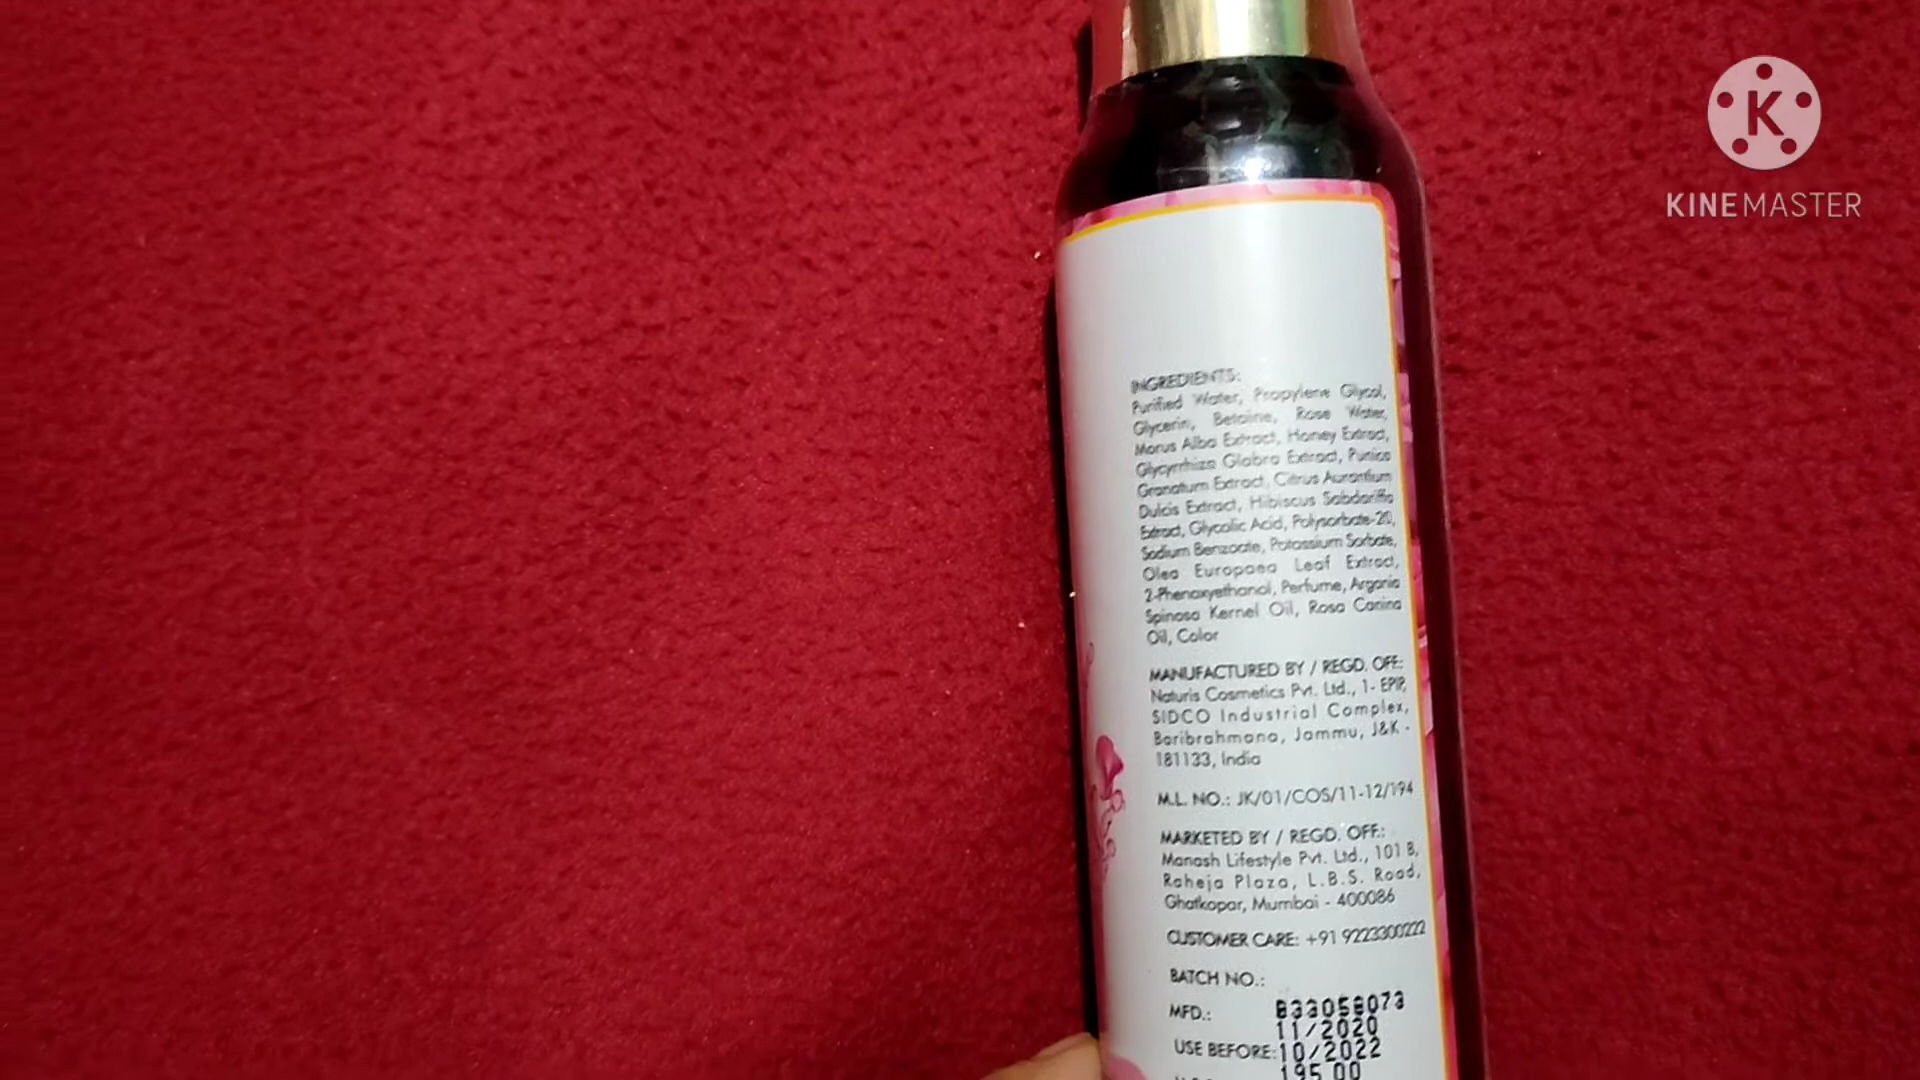 K
KINEMASTER
INGREDIENTS:
Purified Water, Propylene Glycol,
Glycerin, Betaine, Rose Water,
Morus Alba Extract, Honey Extract,
Glycyrrhiza Glabra Extract, Punica
Granatum Extract, Citrus Aurantium
Dulcis Extract, Hibiscus Sabdariffa
Extract, Glycolic Acid, Polysorbate-20,
Sodium Benzoate, Potassium Sorbate,
Olea Europaea Leaf Extract,
2-Phenoxyethanol, Perfume, Argania
Spinosa Kernel Oil, Rosa Canina
Oil, Color
MANUFACTURED BY / REGD. OFF.:
Naturis Cosmetics Pvt. Ltd., 1- EPIP,
SIDCO Industrial Complex,
Baribrahmana, Jammu, J&K -
181133, India
M.L. NO.: JK/01/COS/11-12/194
MARKETED BY / REGD. OFF.:
Manash Lifestyle Pvt. Ltd., 101 B,
Raheja Plaza, L.B.S. Road,
Ghatkopar, Mumbai - 400086
CUSTOMER CARE: +91 9223300222
BATCH NO.:
MFD.: B33058073
11/2020
USE BEFORE: 10/2022
195.00